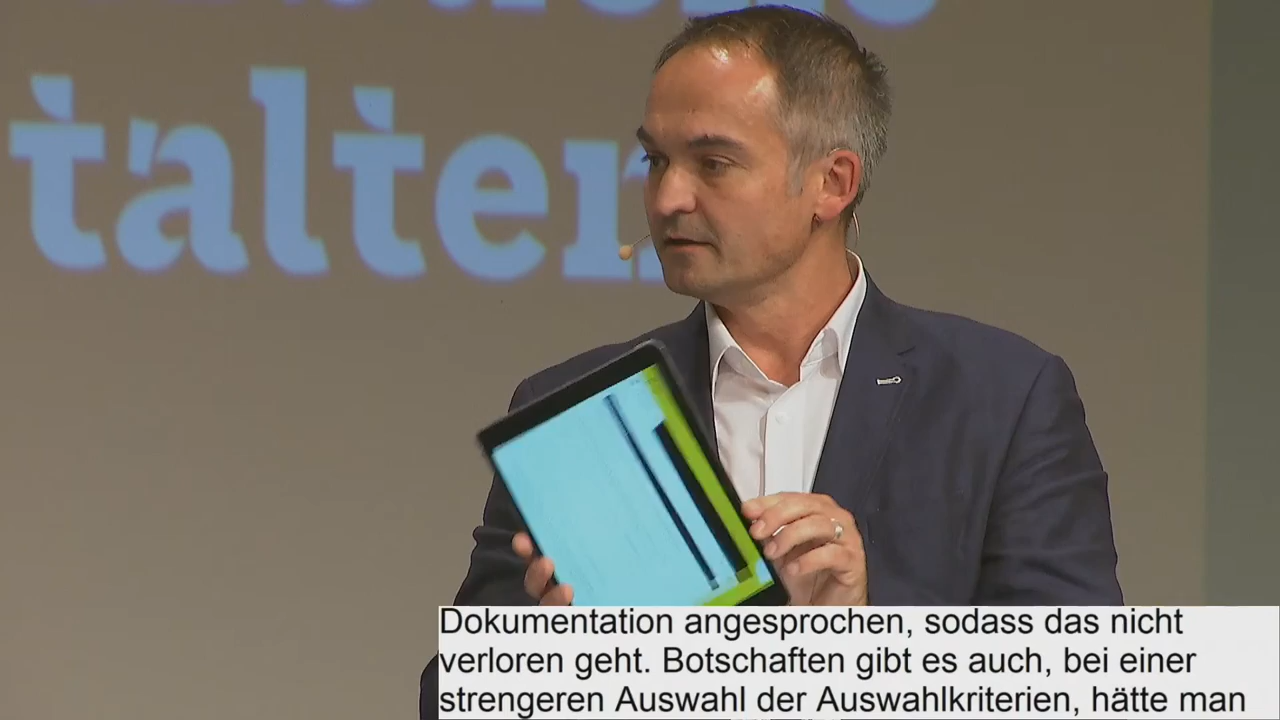 talten
Dokumentation angesprochen, sodass das nicht
verloren geht. Botschaften gibt es auch, bei einer
strengeren Auswahl der Auswahlkriterien, hätte man